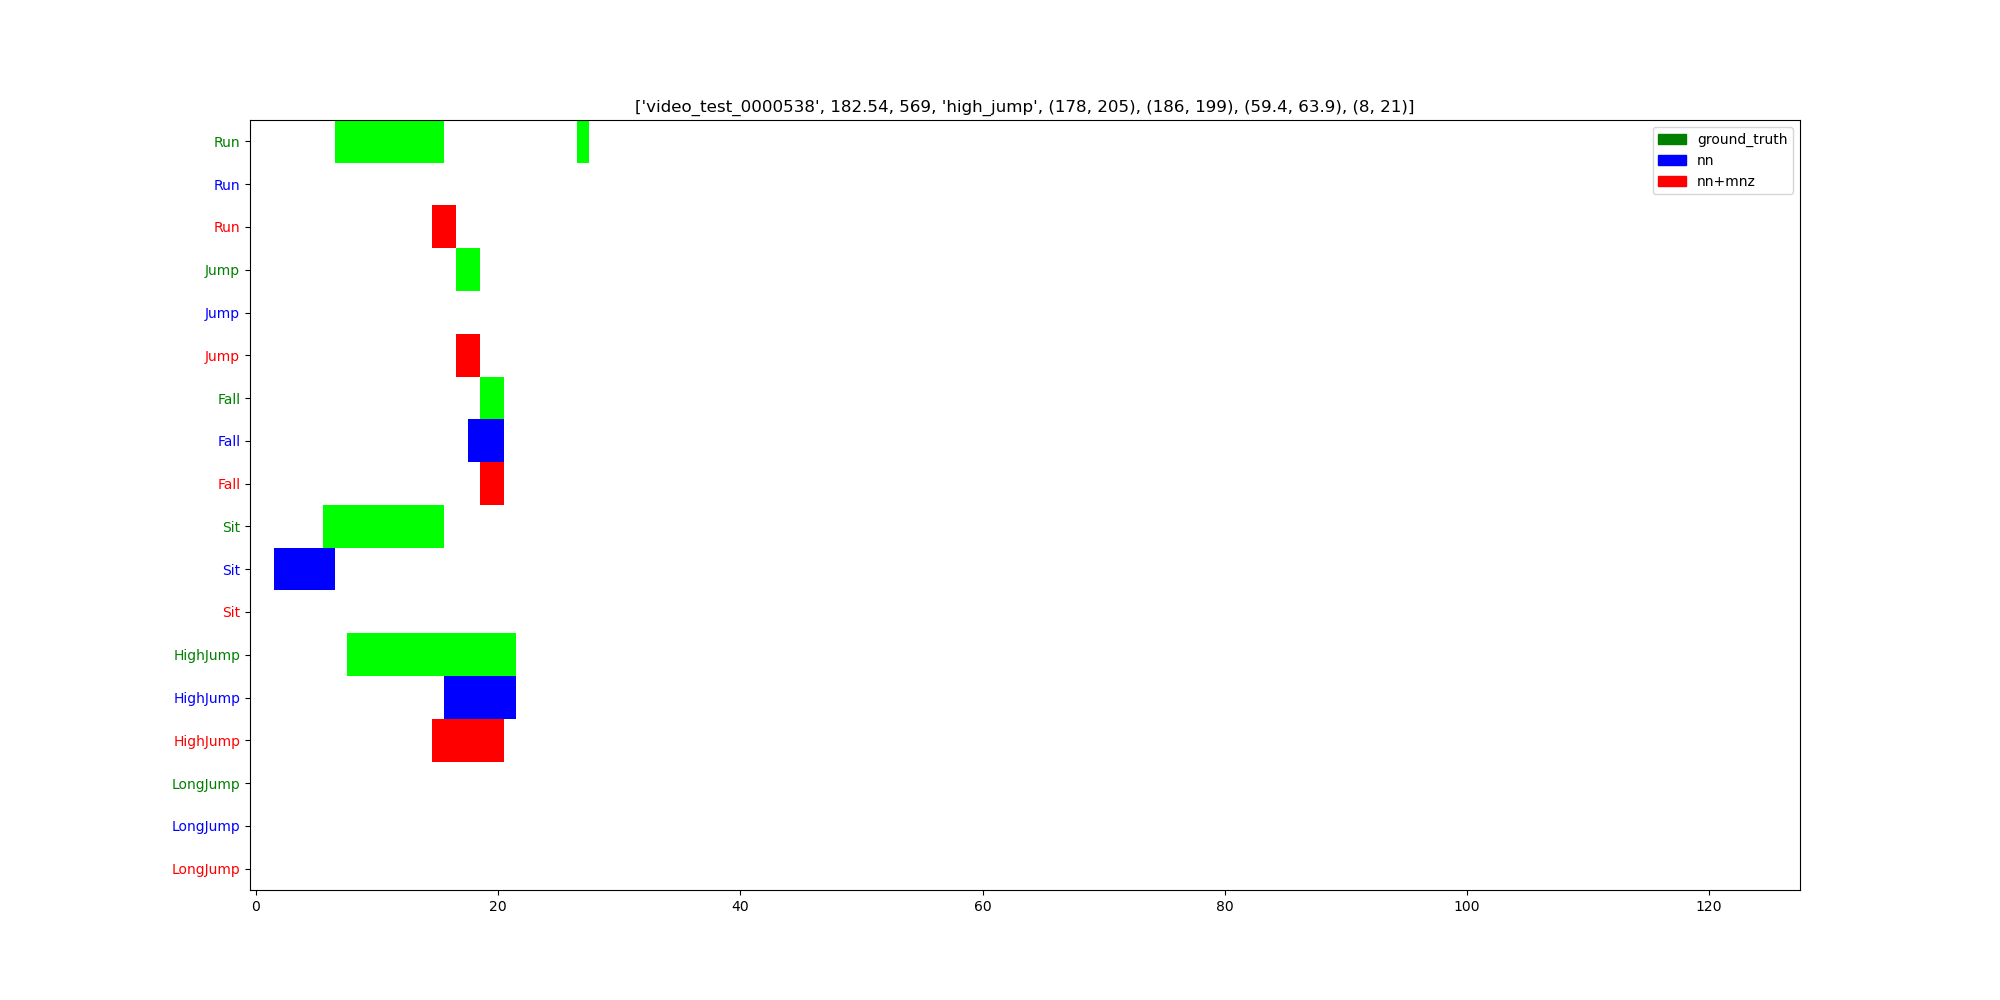 ['video_test_0000538', 182.54, 569, 'high_jump', (178, 205), (186, 199), (59.4, 63.9), (8, 21)]
ground_truth
nn
nn+mnz
Run
Run
Run
Jump
Jump
Jump
Fall
Fall
Fall
Sit
Sit
Sit
HighJump
HighJump
HighJump
LongJump
LongJump
LongJump
0 20 40 60 80 100 120